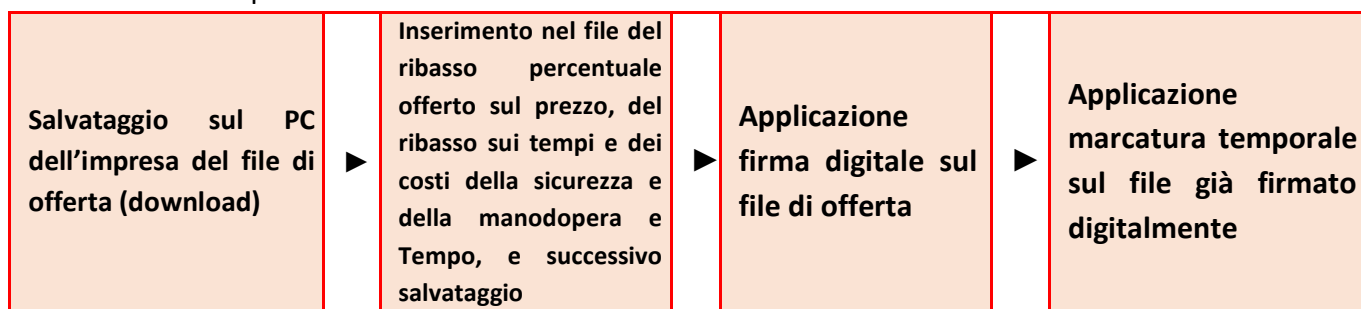 Salvataggio sul PC
dell’impresa del file di
offerta (download)
►
Inserimento nel file del
ribasso percentuale
offerto sul prezzo, del
ribasso sui tempi e dei
costi della sicurezza e
della manodopera e
Tempo, e successivo
salvataggio
►
Applicazione
firma digitale sul
file di offerta
►
Applicazione
marcatura temporale
sul file già firmato
digitalmente